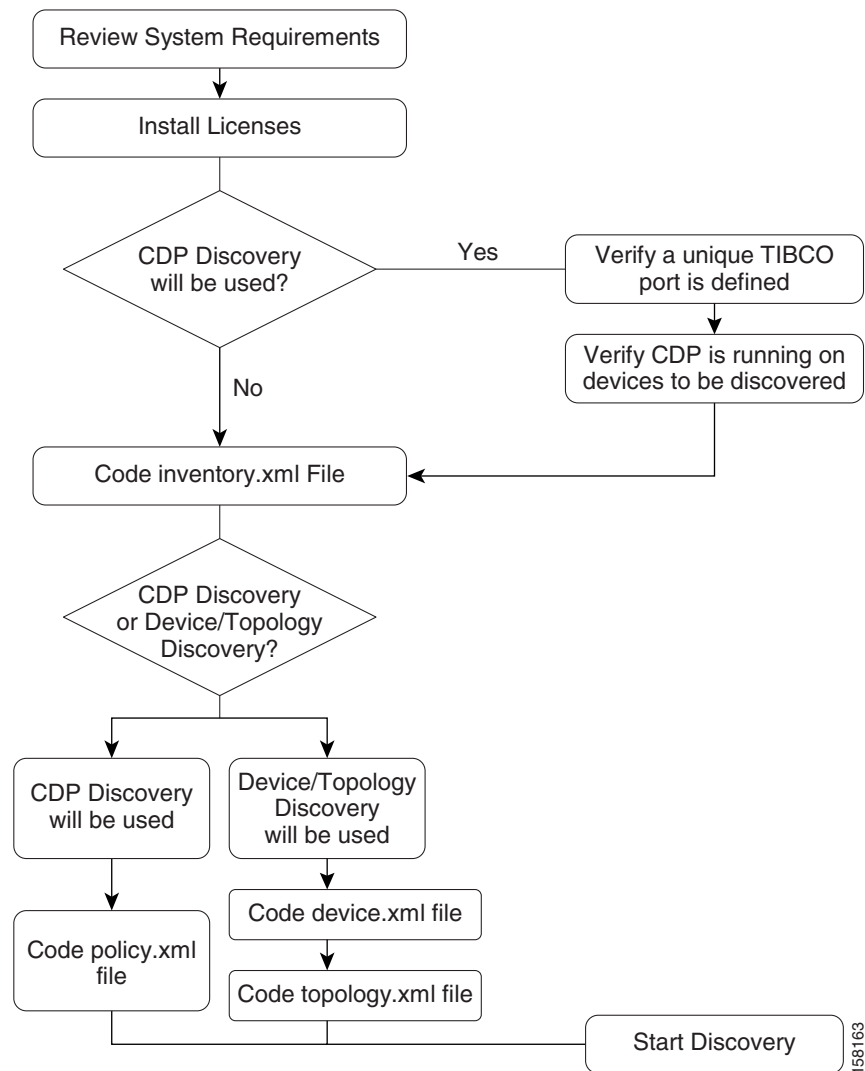 Review System Requirements
Install Licenses
CDP Discovery
will be used?
Yes
Verify a unique TIBCO
port is defined
Verify CDP is running on
devices to be discovered
No
Code inventory.xml File
CDP Discovery
or Device/Topology
Discovery?
CDP Discovery
will be used
Device/Topology
Discovery
will be used
Code policy.xml
file
Code device.xml file
Code topology.xml file
Start Discovery
158163